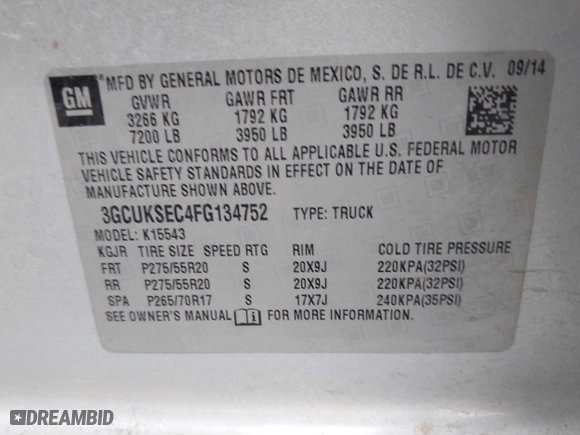 GM ®MFD BY GENERAL MOTORS DE MEXICO, S. DE R.L. DE C.V. 09/14
GVWR GAWR FRT GAWR RR
3266 KG 1792 KG 1792 KG
7200 LB 3950 LB 3950 LB
THIS VEHICLE CONFORMS TO ALL APPLICABLE U.S. FEDERAL MOTOR
VEHICLE SAFETY STANDARDS IN EFFECT ON THE DATE OF
MANUFACTURE SHOWN ABOVE.
3GCUKSEC4FG134752 TYPE: TRUCK
MODEL: K15543
KGJR TIRE SIZE SPEED RTG RIM COLD TIRE PRESSURE
FRT P275/55R20 S 20X9J 220KPA(32PSI)
RR P275/55R20 S 20X9J 220KPA(32PSI)
SPA P265/70R17 S 17X7J 240KPA(35PSI)
SEE OWNER'S MANUAL FOR MORE INFORMATION.
DREAMBID